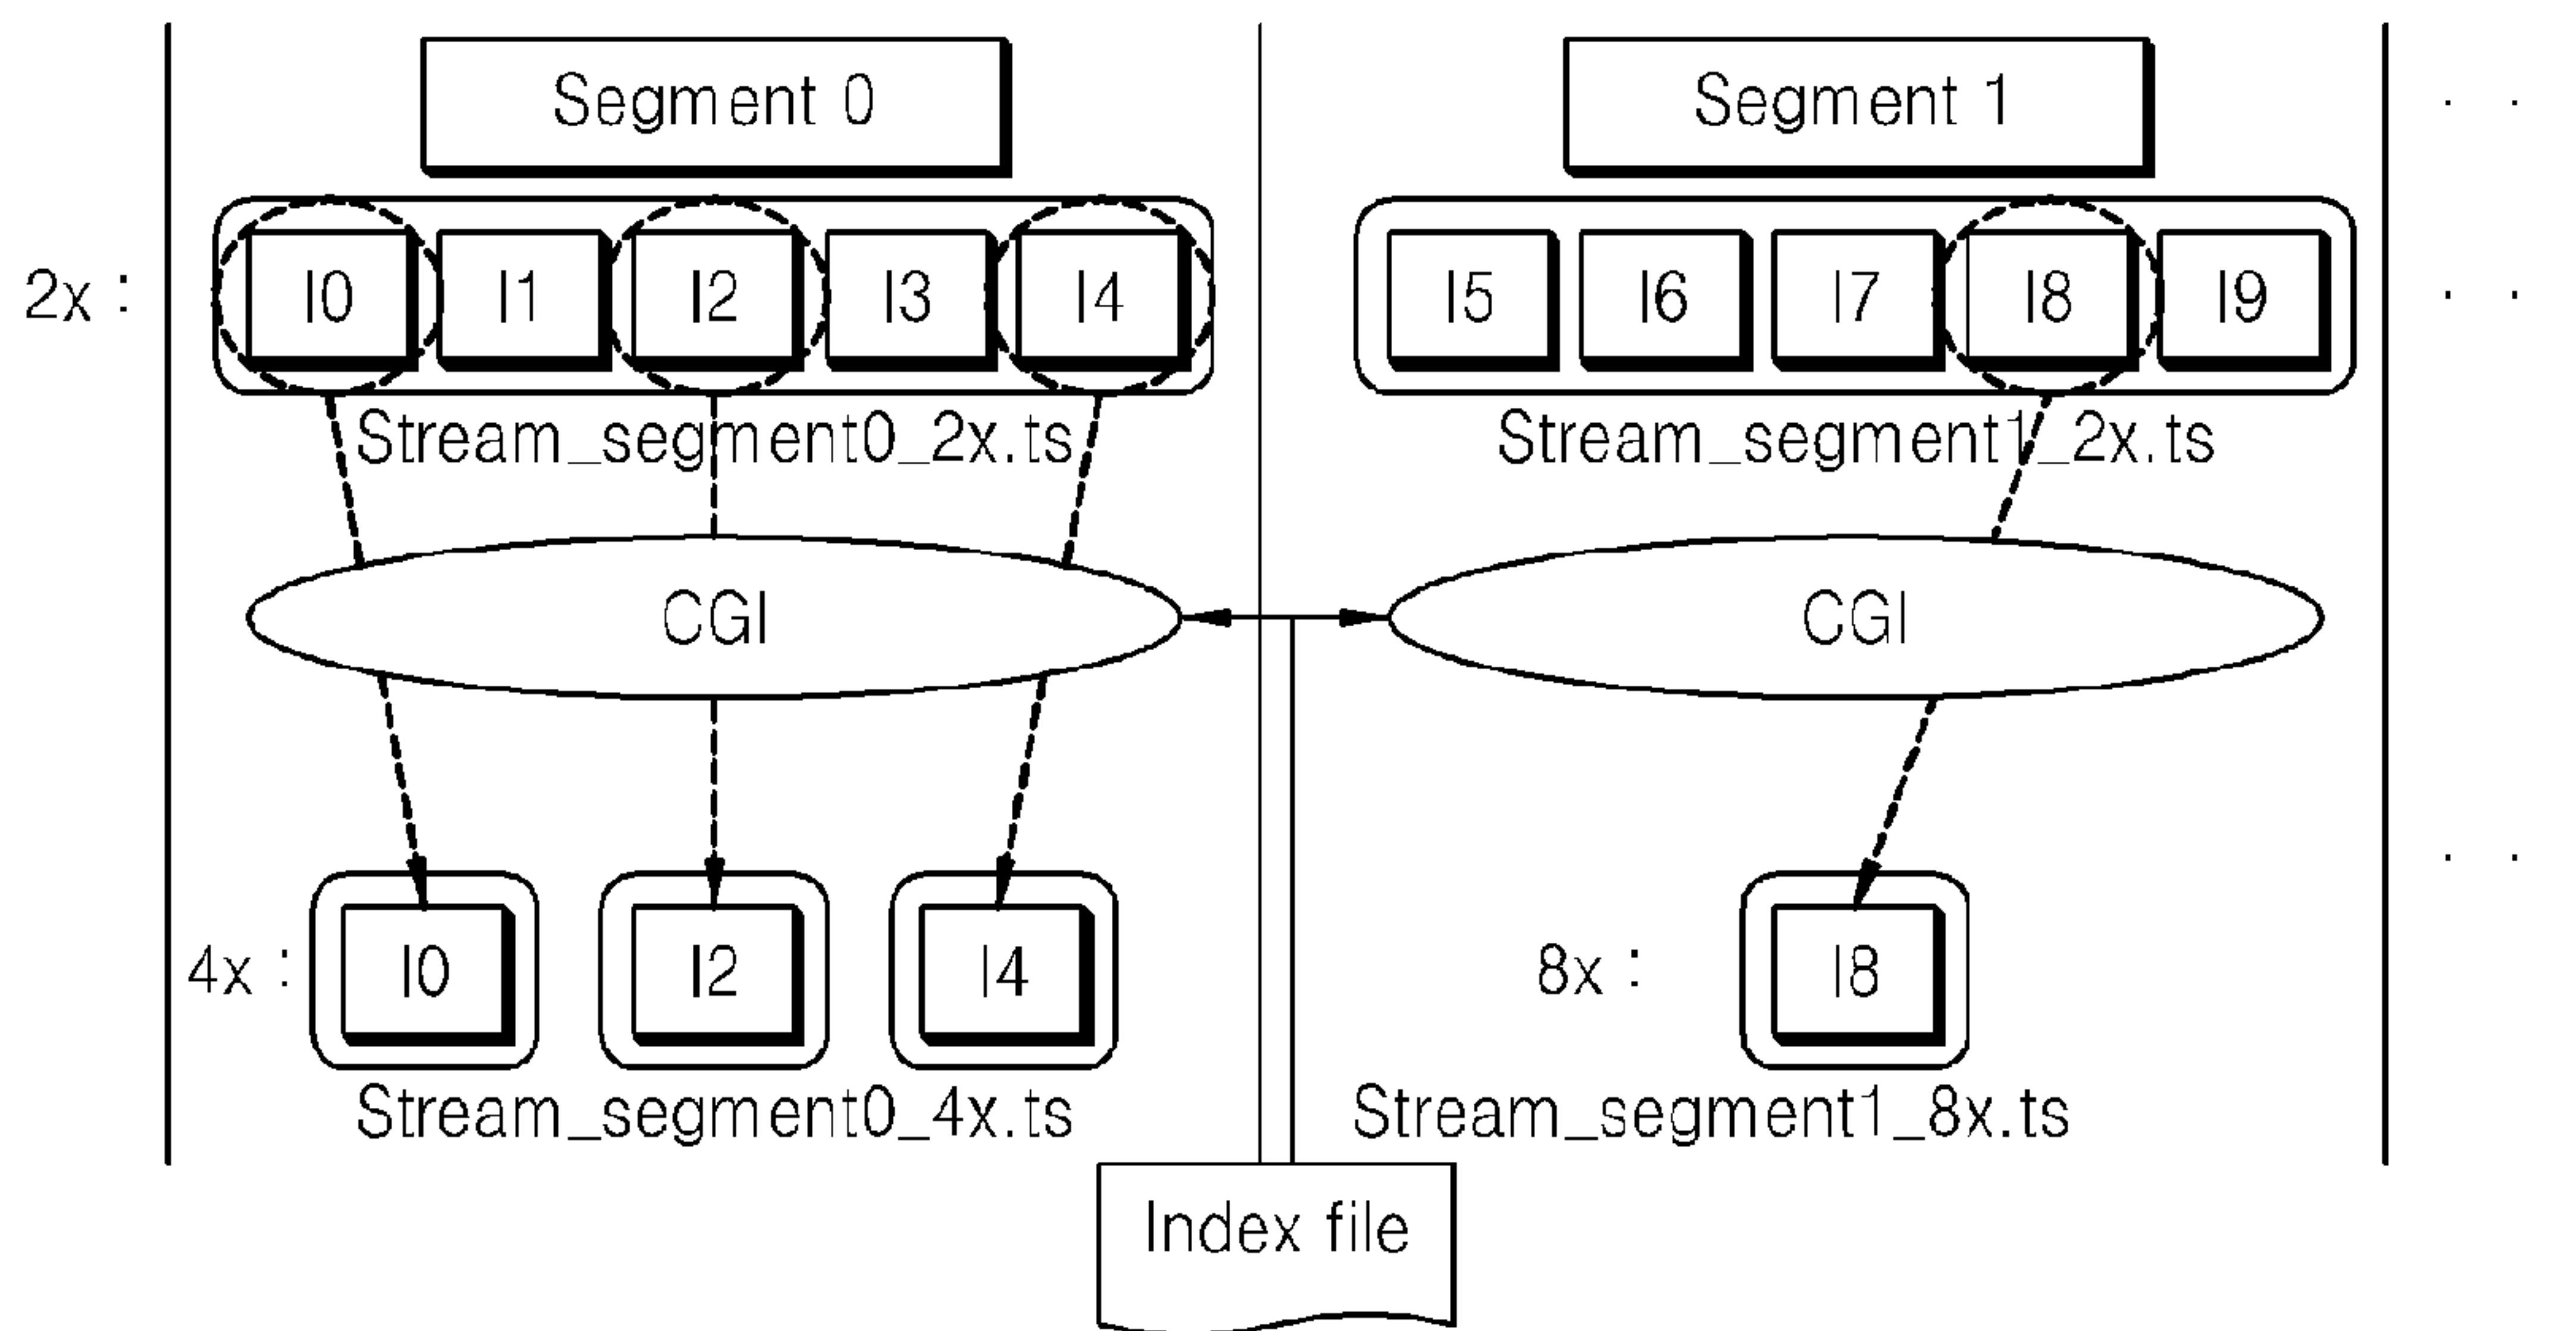 Segment 0
Segment 1
. .
2x :
I0 I1 I2 I3 I4
I5 I6 I7 I8 I9
. .
Stream_segment0_2x.ts
Stream_segment1_2x.ts
CGI
CGI
. .
4x :
I0 I2 I4
8x :
I8
Stream_segment0_4x.ts
Stream_segment1_8x.ts
Index file